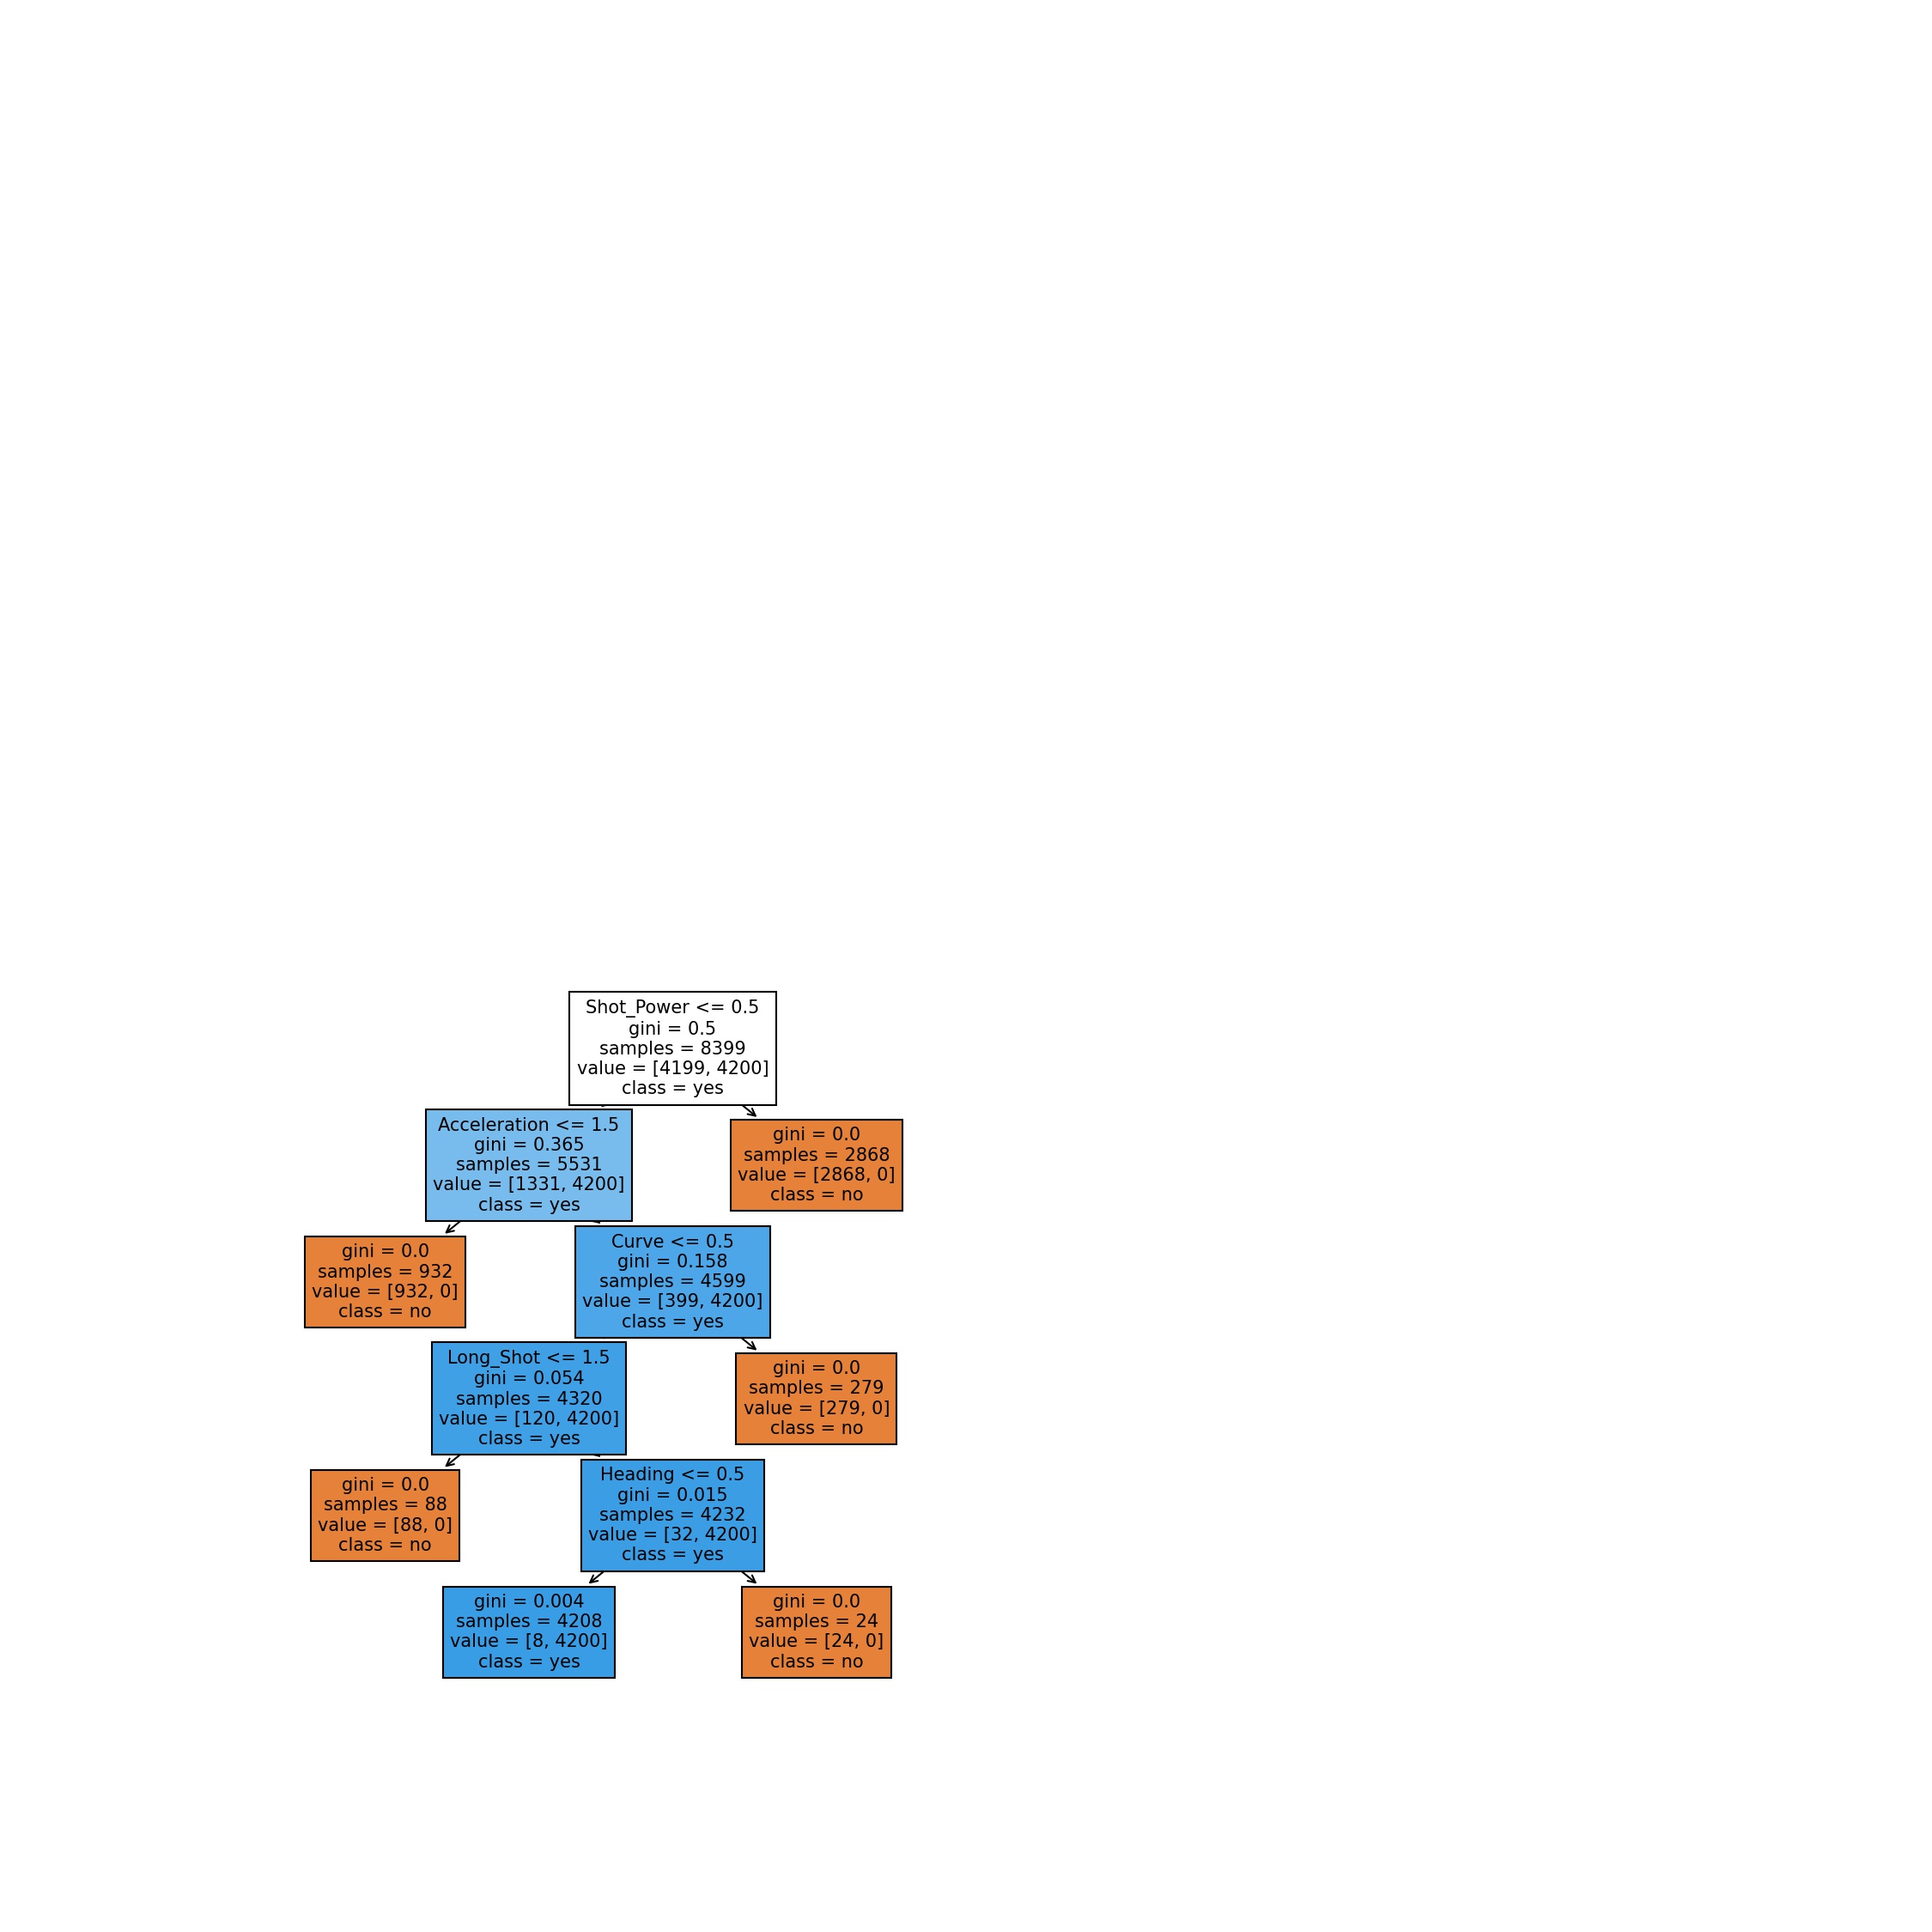 Shot_Power <= 0.5
gini = 0.5
samples = 8399
value = [4199, 4200]
class = yes
Acceleration <= 1.5
gini = 0.365
samples = 5531
value = [1331, 4200]
class = yes
gini = 0.0
samples = 2868
value = [2868, 0]
class = no
gini = 0.0
samples = 932
value = [932, 0]
class = no
Curve <= 0.5
gini = 0.158
samples = 4599
value = [399, 4200]
class = yes
Long_Shot <= 1.5
gini = 0.054
samples = 4320
value = [120, 4200]
class = yes
gini = 0.0
samples = 279
value = [279, 0]
class = no
gini = 0.0
samples = 88
value = [88, 0]
class = no
Heading <= 0.5
gini = 0.015
samples = 4232
value = [32, 4200]
class = yes
gini = 0.004
samples = 4208
value = [8, 4200]
class = yes
gini = 0.0
samples = 24
value = [24, 0]
class = no